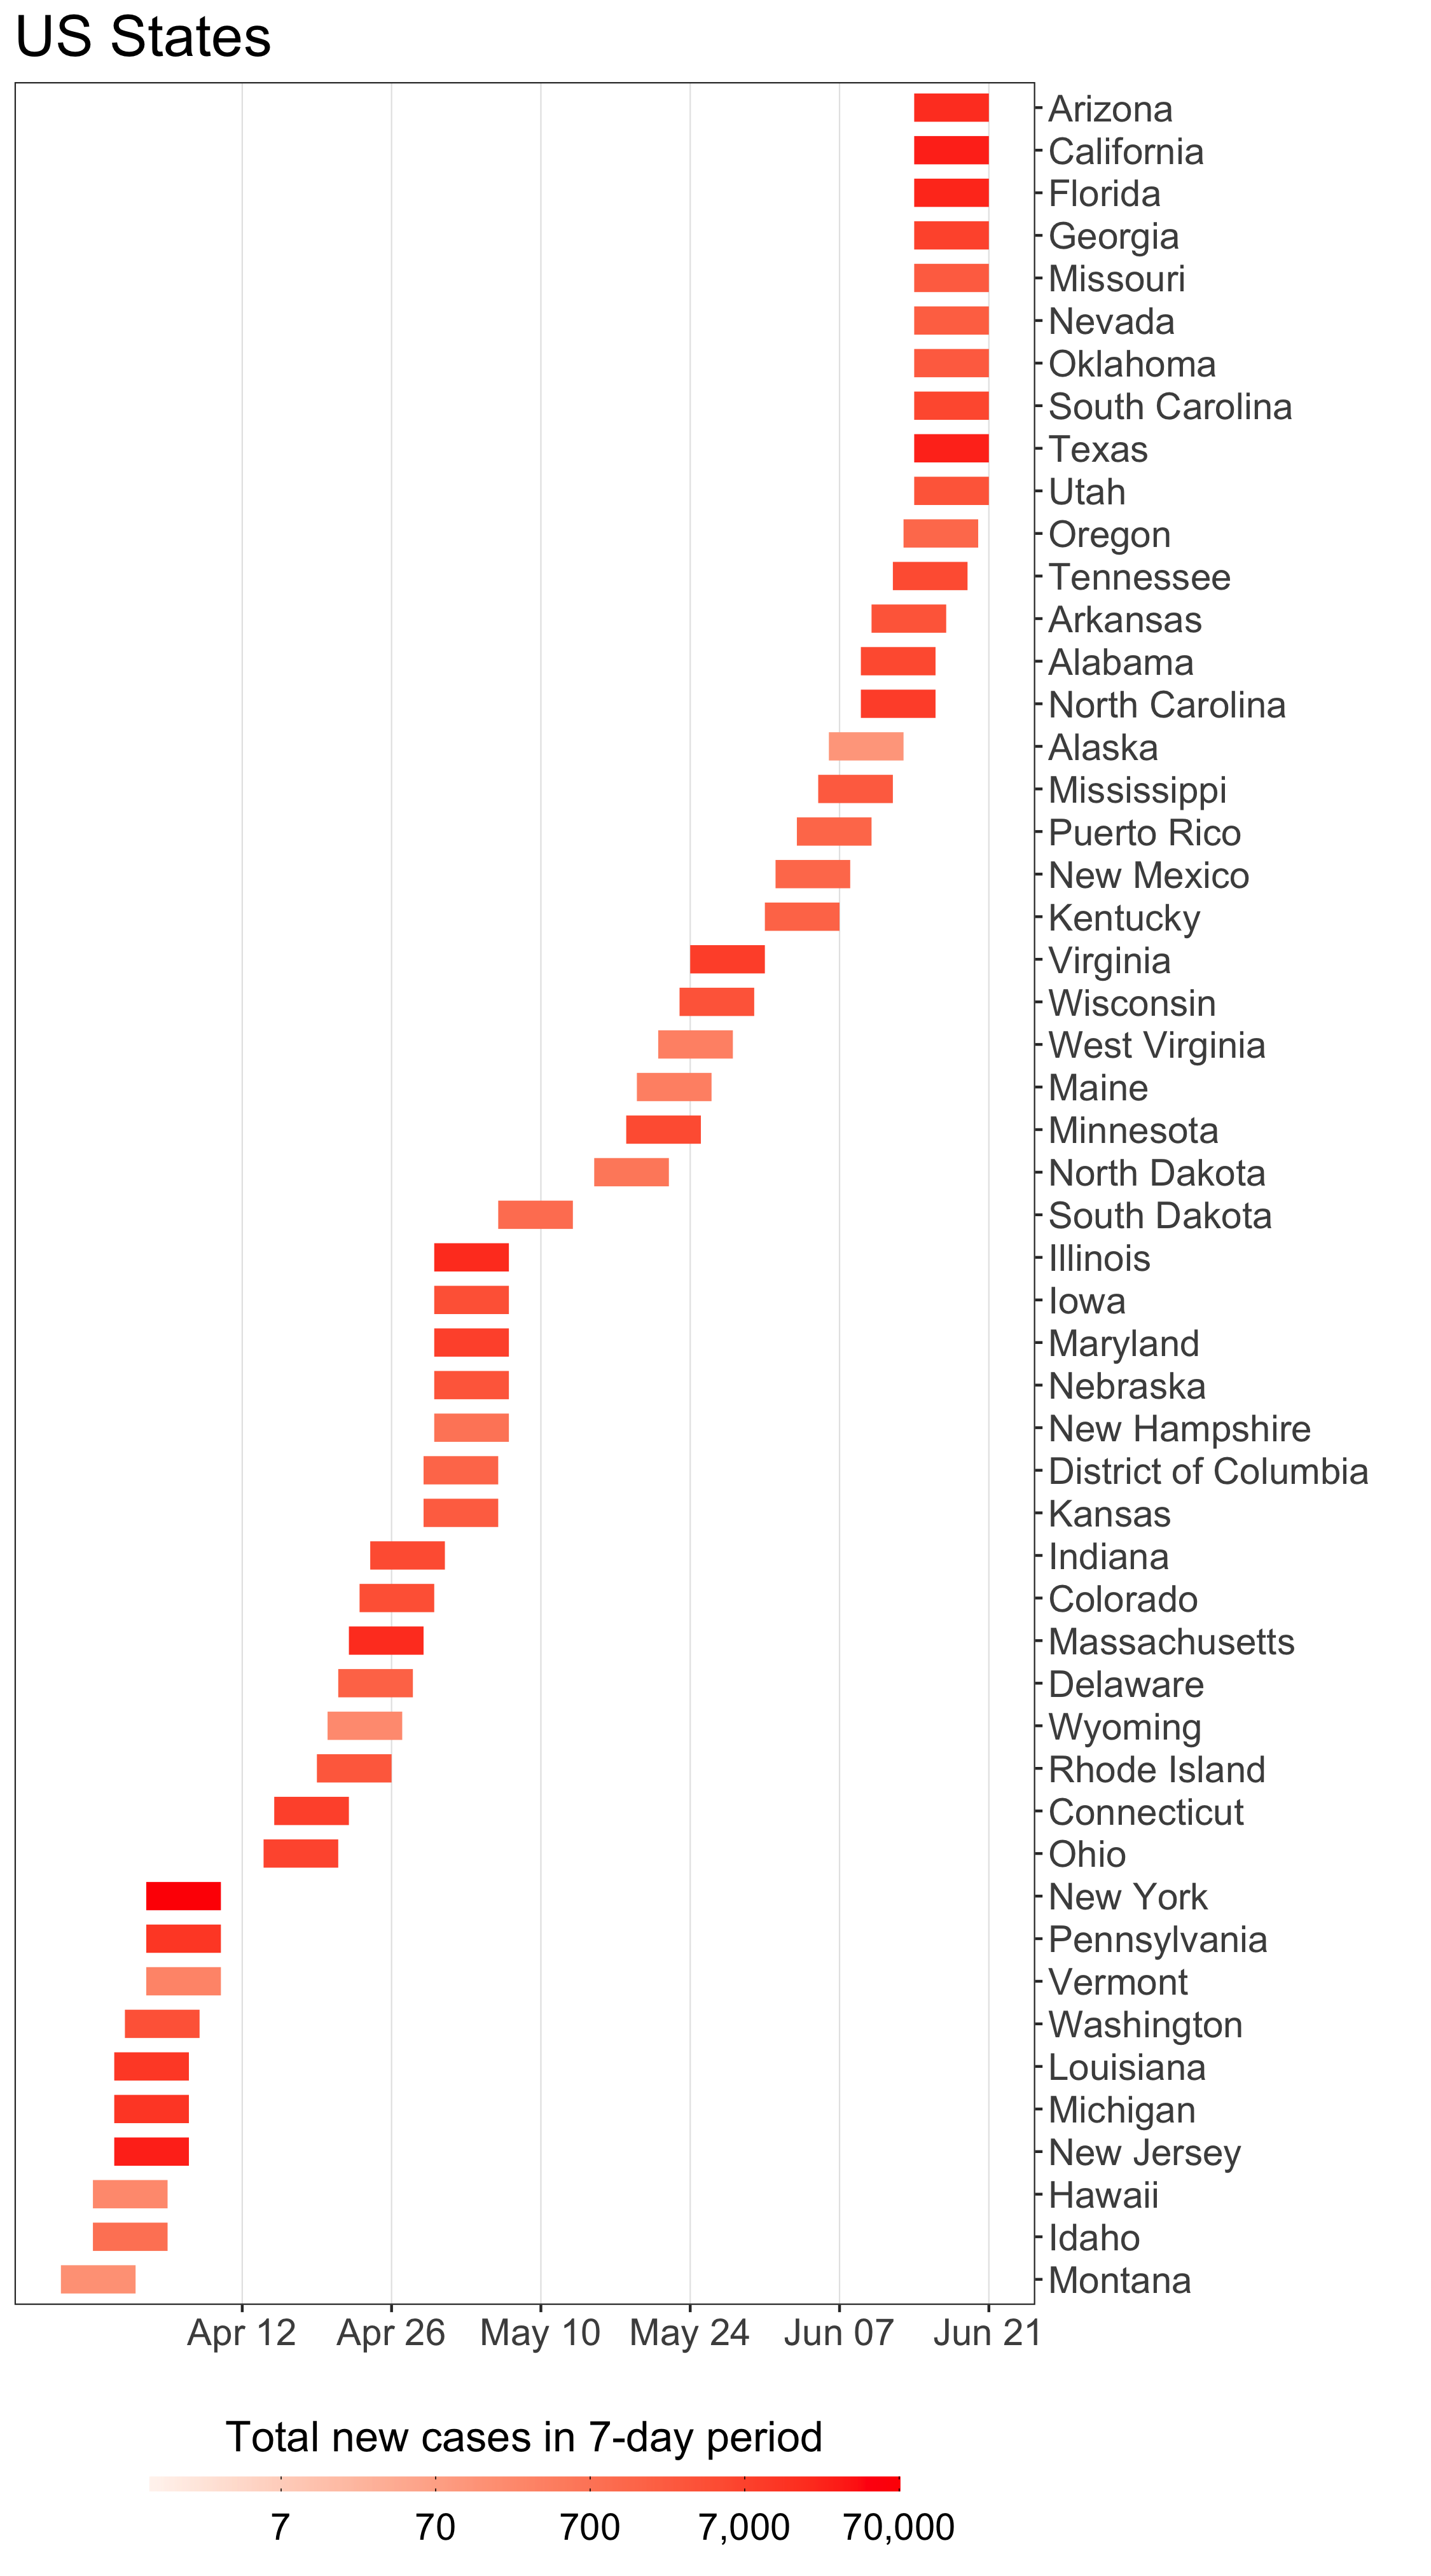 US States
Arizona
California
Florida
Georgia
Missouri
Nevada
Oklahoma
South Carolina
Texas
Utah
Oregon
Tennessee
Arkansas
Alabama
North Carolina
Alaska
Mississippi
Puerto Rico
New Mexico
Kentucky
Virginia
Wisconsin
West Virginia
Maine
Minnesota
North Dakota
South Dakota
Illinois
Iowa
Maryland
Nebraska
New Hampshire
District of Columbia
Kansas
Indiana
Colorado
Massachusetts
Delaware
Wyoming
Rhode Island
Connecticut
Ohio
New York
Pennsylvania
Vermont
Washington
Louisiana
Michigan
New Jersey
Hawaii
Idaho
Montana
Apr 12 Apr 26 May 10 May 24 Jun 07 Jun 21
Total new cases in 7-day period
7 70 700 7,000 70,000